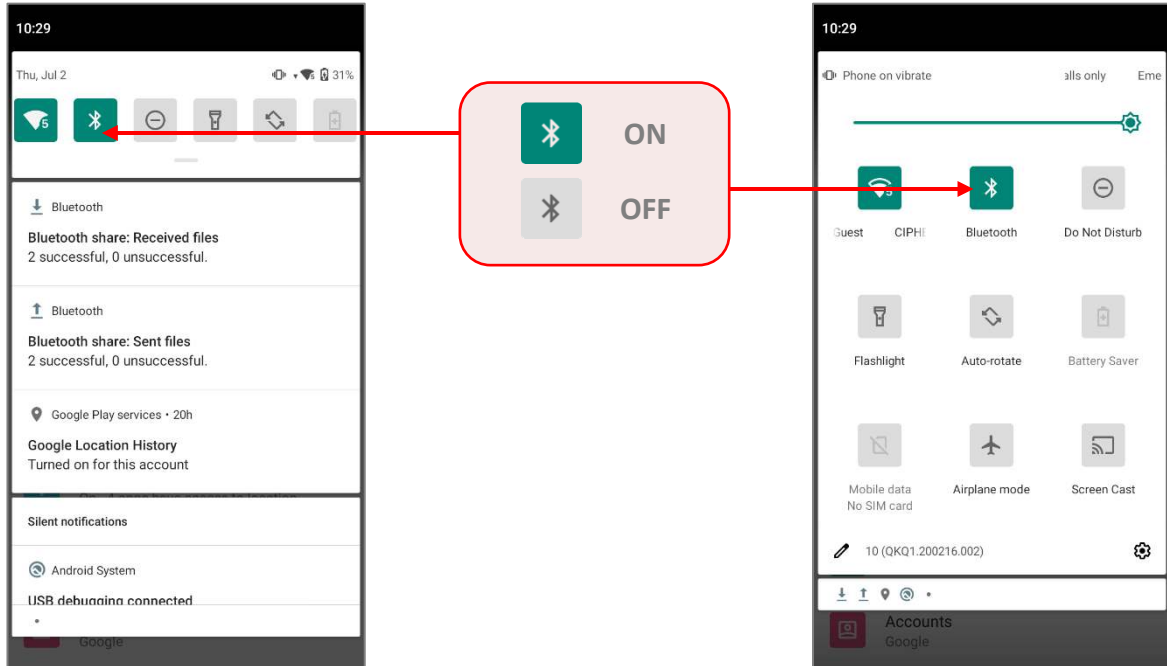 10:29
Thu, Jul 2
31%
5
Bluetooth
Bluetooth share: Received files
2 successful, 0 unsuccessful.
Bluetooth
Bluetooth share: Sent files
2 successful, 0 unsuccessful.
Google Play services • 20h
Google Location History
Turned on for this account
Silent notifications
Android System
USB debugging connected
Google
ON
OFF
10:29
Phone on vibrate alls only Eme
5
Guest CIPHE
Bluetooth
Do Not Disturb
Flashlight
Auto-rotate
Battery Saver
Mobile data
No SIM card
Airplane mode
Screen Cast
10 (QKQ1.200216.002)
Accounts
Google